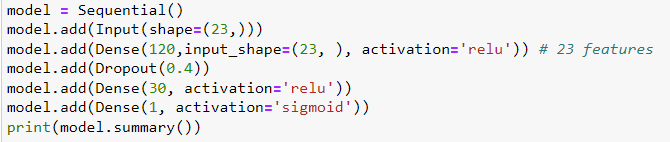 model = Sequential()
model.add(Input(shape=(23,)))
model.add(Dense(120,input_shape=(23, ), activation='relu')) # 23 features
model.add(Dropout(0.4))
model.add(Dense(30, activation='relu'))
model.add(Dense(1, activation='sigmoid'))
print(model.summary())